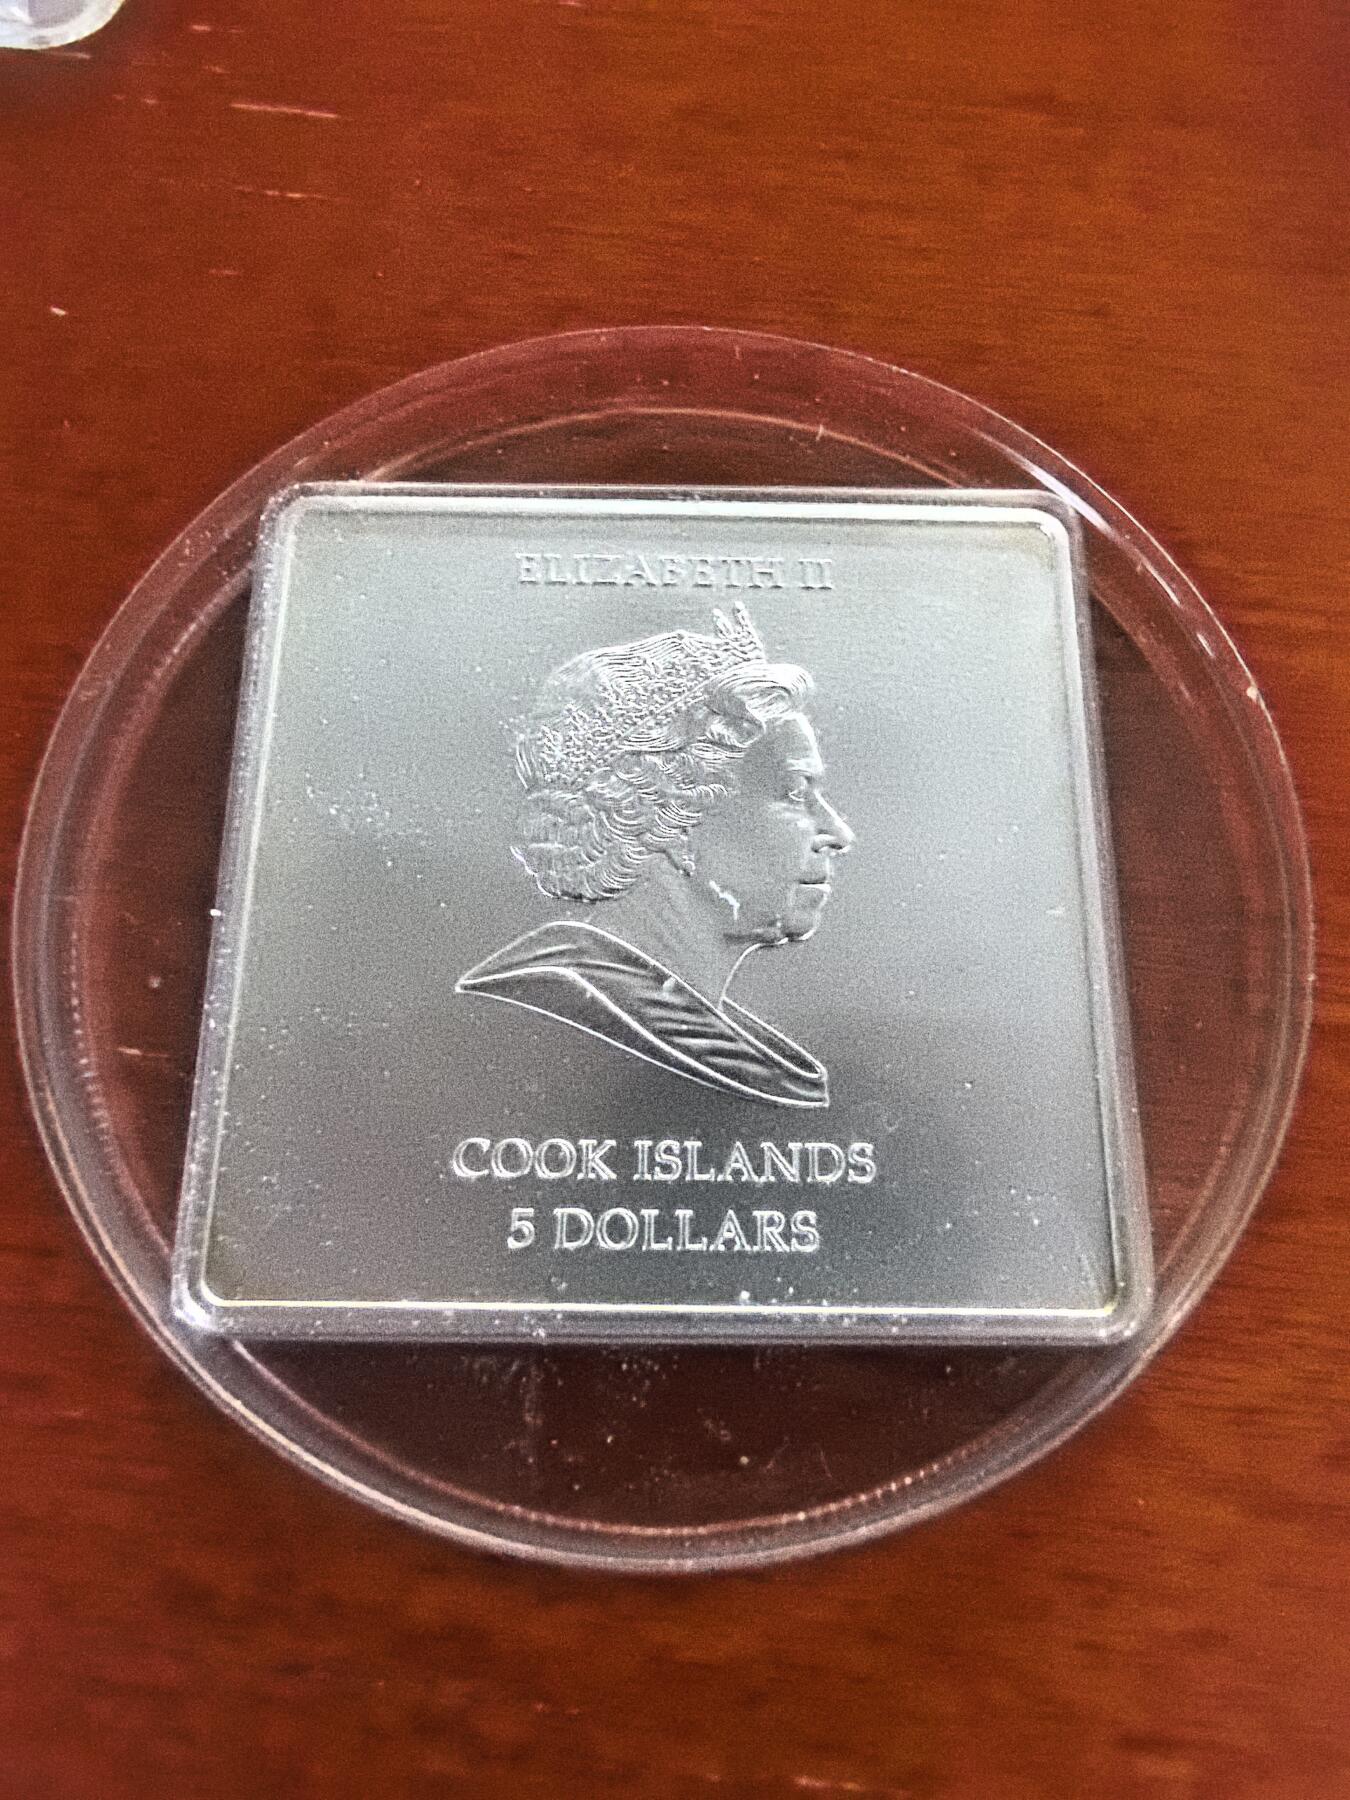 ELIZABETH II
COOK ISLANDS
5 DOLLARS